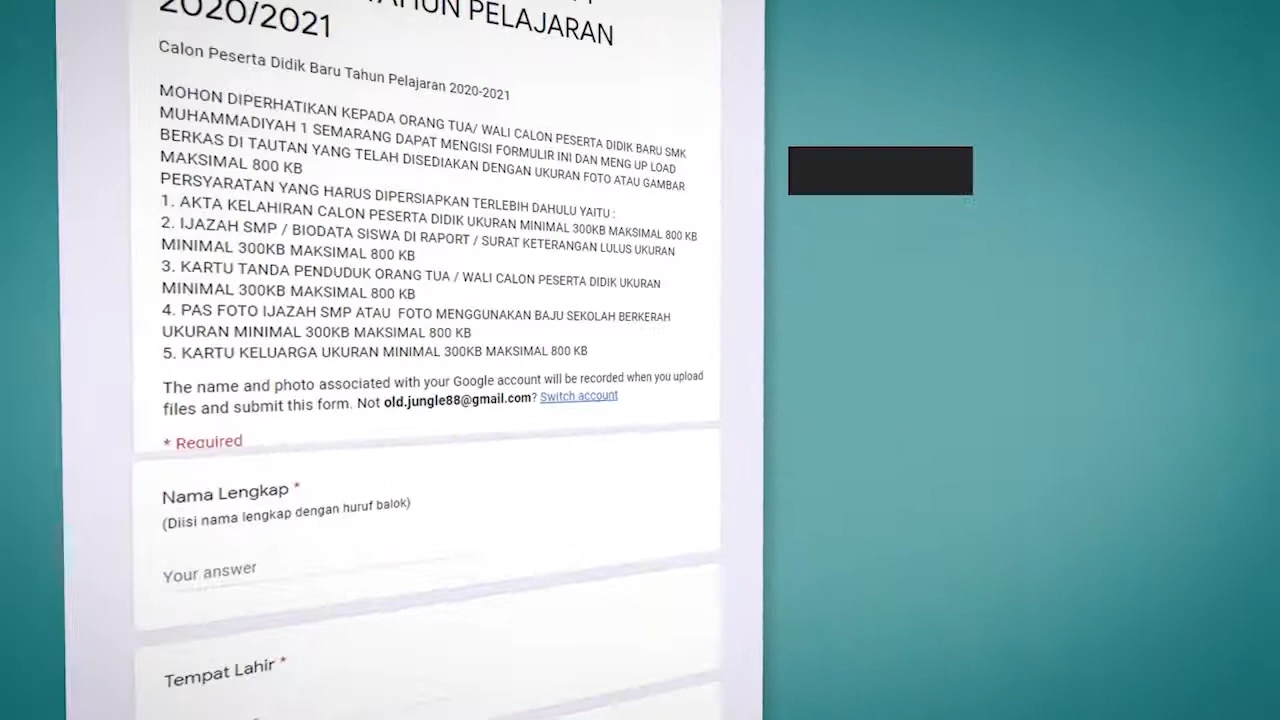 TAHUN PELAJARAN
2020/2021
Calon Peserta Didik Baru Tahun Pelajaran 2020-2021
MOHON DIPERHATIKAN KEPADA ORANG TUA/ WALI CALON PESERTA DIDIK BARU SMK
MUHAMMADIYAH 1 SEMARANG DAPAT MENGISI FORMULIR INI DAN MENG UP LOAD
BERKAS DI TAUTAN YANG TELAH DISEDIAKAN DENGAN UKURAN FOTO ATAU GAMBAR
MAKSIMAL 800 KB
PERSYARATAN YANG HARUS DIPERSIAPKAN TERLEBIH DAHULU YAITU :
1. AKTA KELAHIRAN CALON PESERTA DIDIK UKURAN MINIMAL 300KB MAKSIMAL 800 KB
2. IJAZAH SMP / BIODATA SISWA DI RAPORT / SURAT KETERANGAN LULUS UKURAN
MINIMAL 300KB MAKSIMAL 800 KB
3. KARTU TANDA PENDUDUK ORANG TUA / WALI CALON PESERTA DIDIK UKURAN
MINIMAL 300KB MAKSIMAL 800 KB
4. PAS FOTO IJAZAH SMP ATAU FOTO MENGGUNAKAN BAJU SEKOLAH BERKERAH
UKURAN MINIMAL 300KB MAKSIMAL 800 KB
5. KARTU KELUARGA UKURAN MINIMAL 300KB MAKSIMAL 800 KB
The name and photo associated with your Google account will be recorded when you upload
files and submit this form. Not old.jungle88@gmail.com? Switch account
* Required
Nama Lengkap *
(Diisi nama lengkap dengan huruf balok)
Your answer
Tempat Lahir *